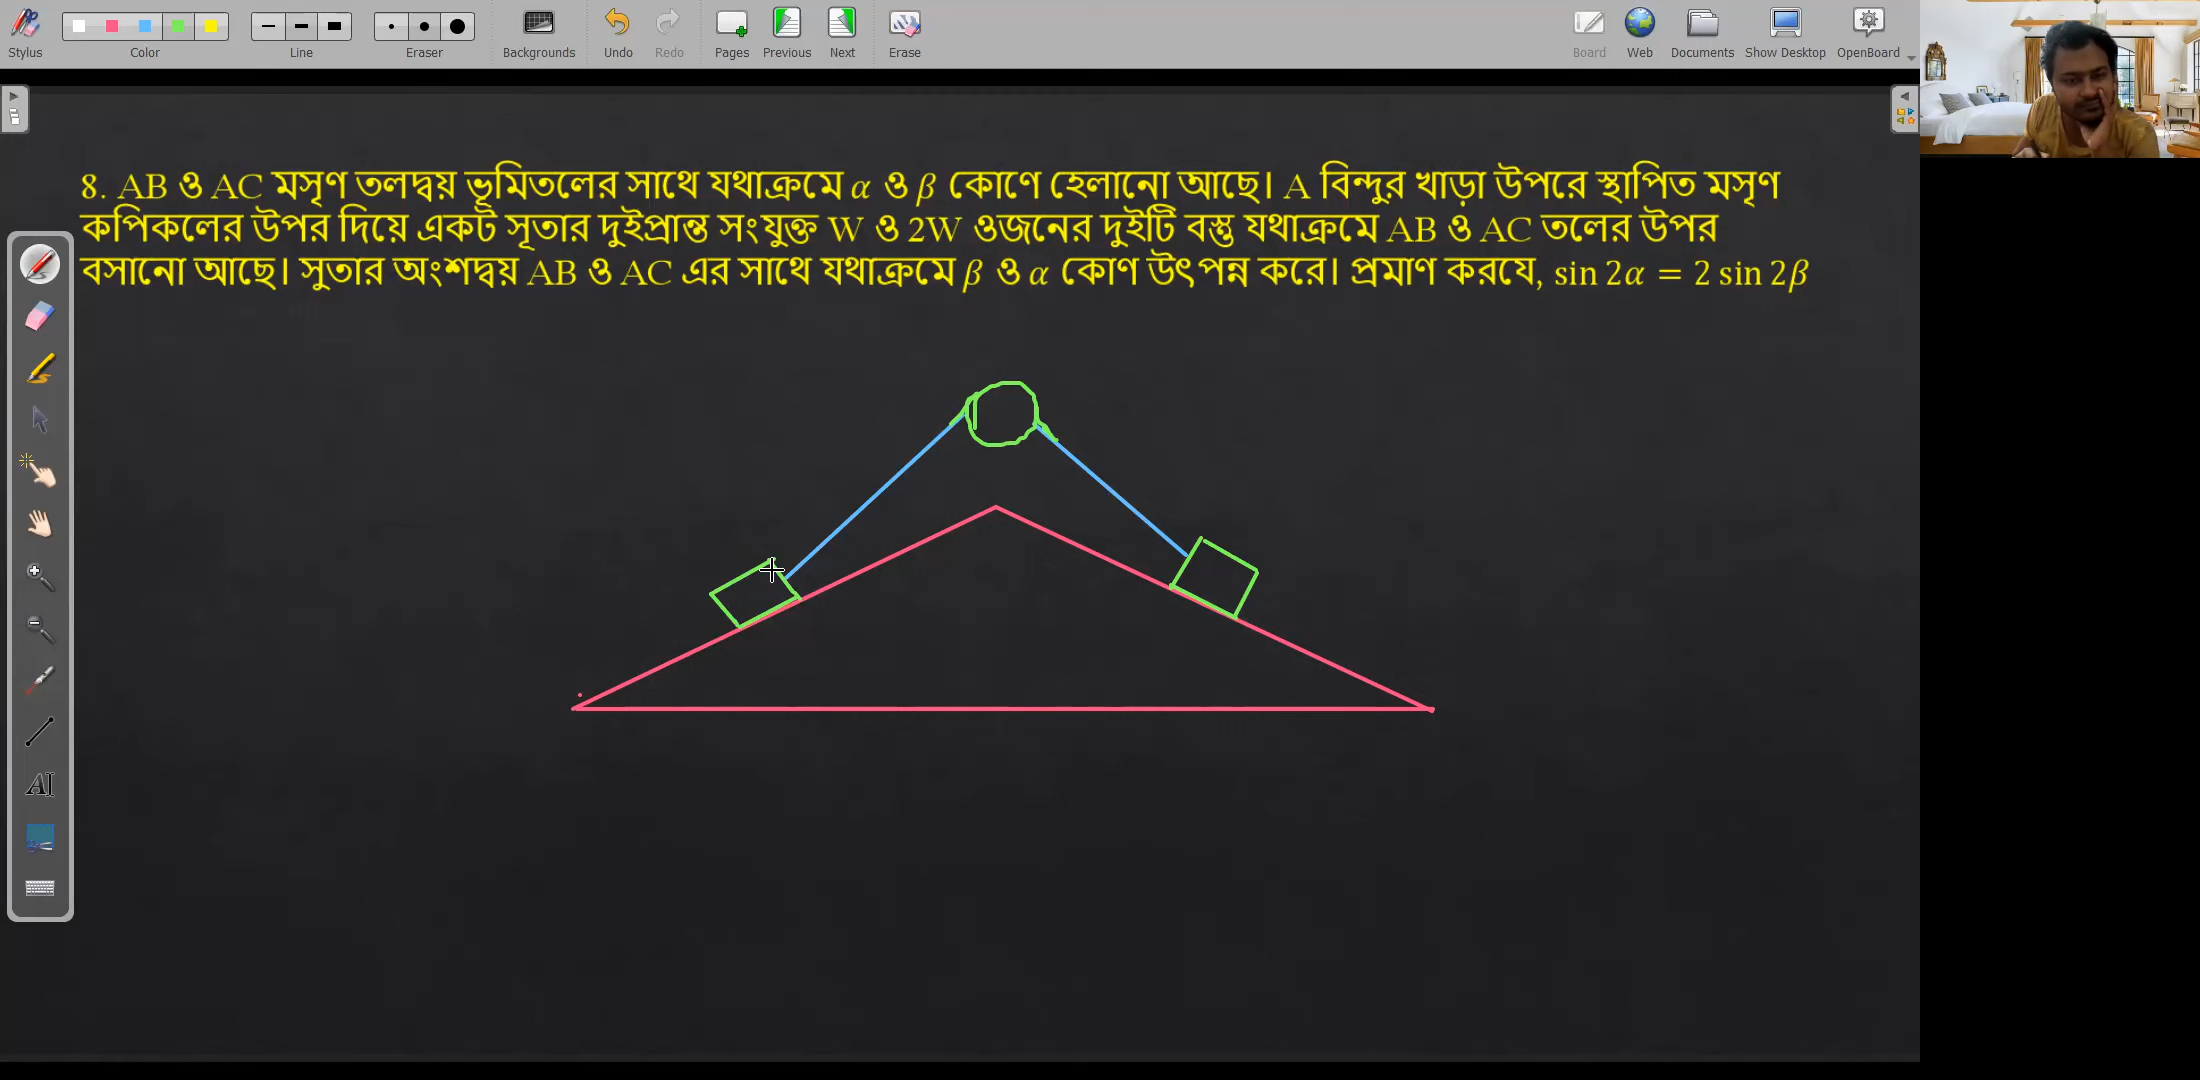 Stylus Color Line Eraser Backgrounds Undo Redo Pages Previous Next Erase Board Web Documents Show Desktop OpenBoard
8. AB ও AC মসৃণ তলদ্বয় ভূমিতলের সাথে যথাক্রমে α ও β কোণে হেলানো আছে। A বিন্দুর খাড়া উপরে স্থাপিত মসৃণ
কপিকলের উপর দিয়ে একট সূতার দুইপ্রান্ত সংযুক্ত W ও 2W ওজনের দুইটি বস্তু যথাক্রমে AB ও AC তলের উপর
বসানো আছে। সুতার অংশদ্বয় AB ও AC এর সাথে যথাক্রমে β ও α কোণ উৎপন্ন করে। প্রমাণ করযে, sin 2α = 2 sin 2β
AI